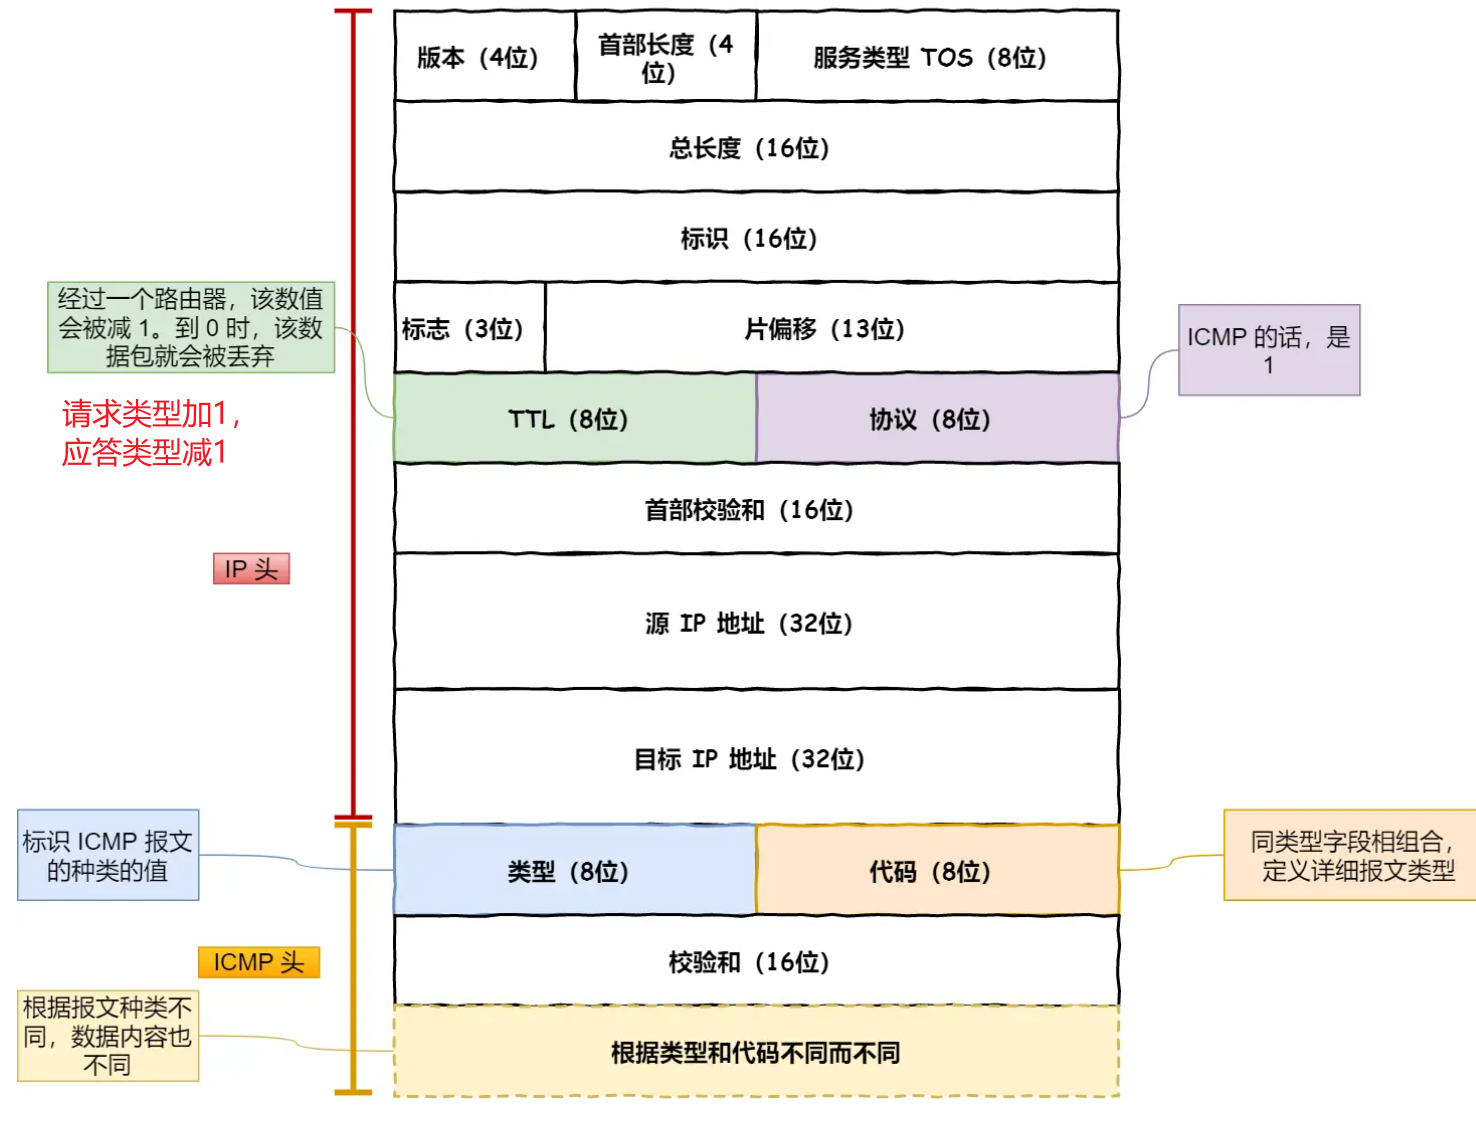 版本（4位）
首部长度（4
位）
服务类型 TOS（8位）
总长度（16位）
标识（16位）
经过一个路由器，该数值
会被减 1。到 0 时，该数
据包就会被丢弃
标志（3位）
片偏移（13位）
ICMP 的话，是
1
请求类型加1，
应答类型减1
TTL（8位）
协议（8位）
首部校验和（16位）
IP 头
源 IP 地址（32位）
目标 IP 地址（32位）
标识 ICMP 报文
的种类的值
类型（8位）
代码（8位）
同类型字段相组合，
定义详细报文类型
ICMP 头
校验和（16位）
根据报文种类不
同，数据内容也
不同
根据类型和代码不同而不同